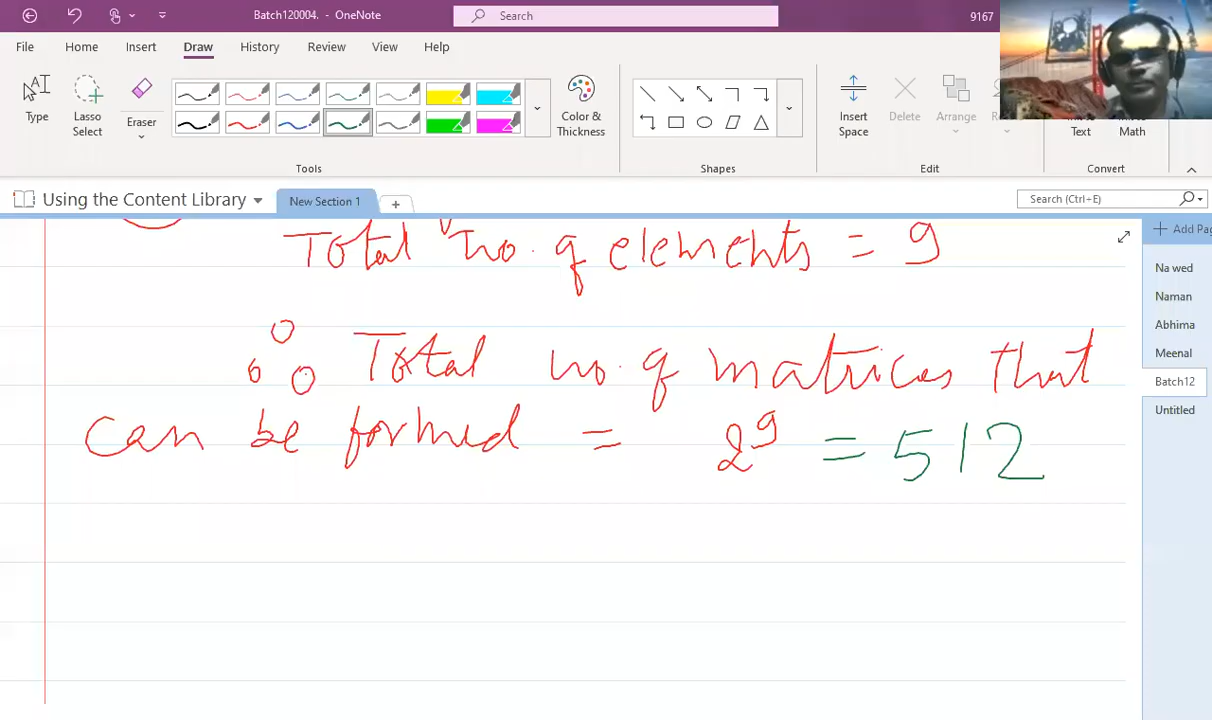 Batch120004. - OneNote
Search
9167
File Home Insert Draw History Review View Help
Type
Lasso Select
Eraser
Color & Thickness
Insert Space
Delete
Arrange
to Text
Math
Tools
Shapes
Edit
Convert
Using the Content Library
New Section 1
+
Search (Ctrl+E)
Total no. of elements = 9
∴ Total no. of matrices that
can be formed = 2⁹ = 512
Add Pag
Na wed
Naman
Abhima
Meenal
Batch12
Untitled